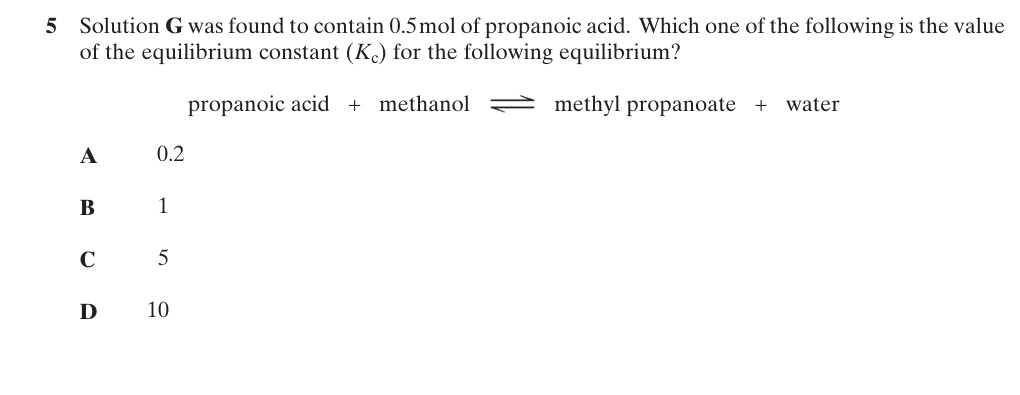 5 Solution G was found to contain 0.5 mol of propanoic acid. Which one of the following is the value
of the equilibrium constant (Kc) for the following equilibrium?
propanoic acid + methanol ⇌ methyl propanoate + water
A 0.2
B 1
C 5
D 10